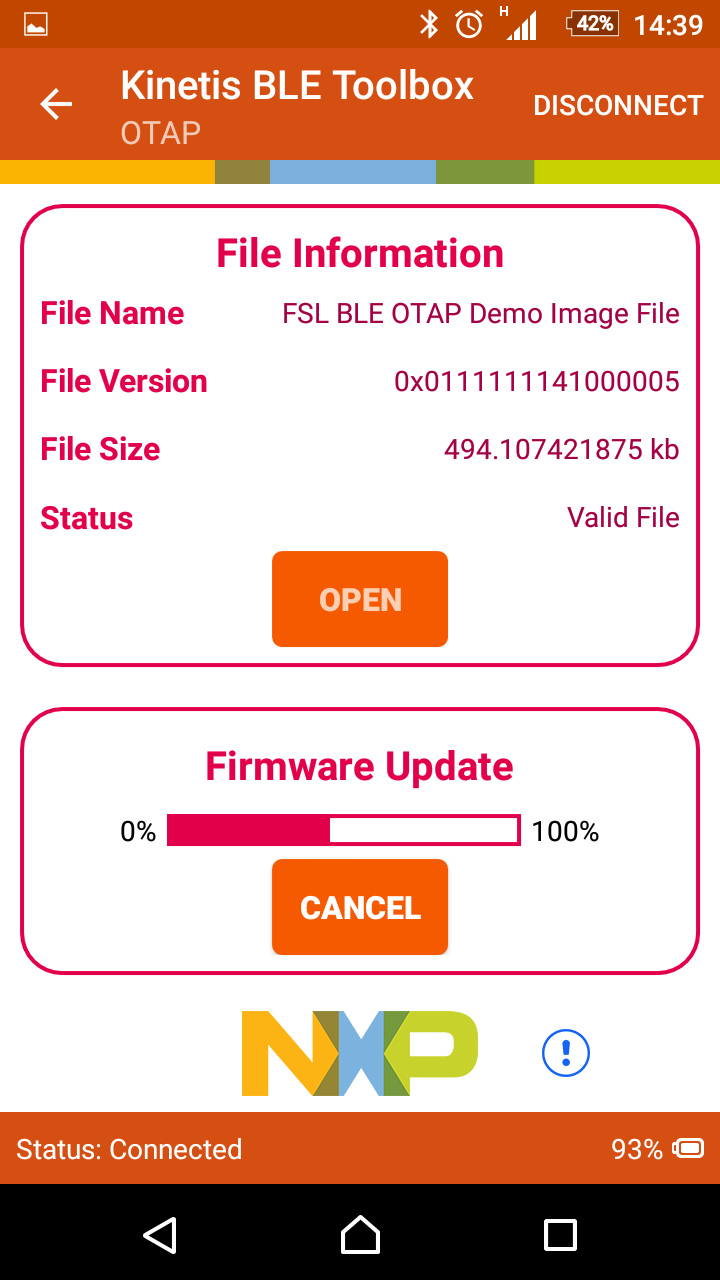 H 42% 14:39
Kinetis BLE Toolbox
OTAP
DISCONNECT
File Information
File Name FSL BLE OTAP Demo Image File
File Version 0x0111111141000005
File Size 494.107421875 kb
Status Valid File
OPEN
Firmware Update
0% 100%
CANCEL
NXP
!
Status: Connected 93%